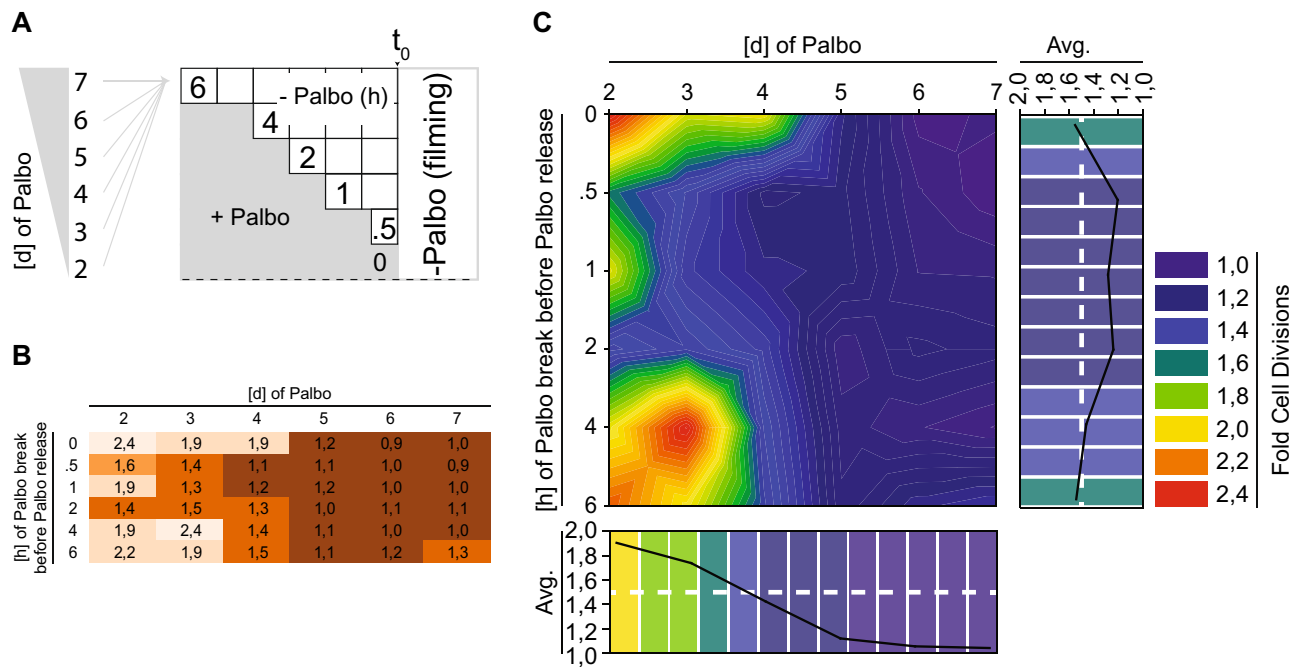 A
t0
[d] of Palbo
7
6
5
4
3
2
6
- Palbo (h)
4
2
1
.5
0
+ Palbo
-Palbo (filming)
B
[d] of Palbo
2 3 4 5 6 7
[h] of Palbo break
before Palbo release
0 2,4 1,9 1,9 1,2 0,9 1,0
.5 1,6 1,4 1,1 1,1 1,0 0,9
1 1,9 1,3 1,2 1,2 1,0 1,0
2 1,4 1,5 1,3 1,0 1,1 1,1
4 1,9 2,4 1,4 1,1 1,0 1,0
6 2,2 1,9 1,5 1,1 1,2 1,3
C
[d] of Palbo
2 3 4 5 6 7
[h] of Palbo break before Palbo release
0
.5
1
2
4
6
Avg.
2,0 1,8 1,6 1,4 1,2 1,0
Avg.
2,0
1,8
1,6
1,4
1,2
1,0
1,0
1,2
1,4
1,6
1,8
2,0
2,2
2,4
Fold Cell Divisions